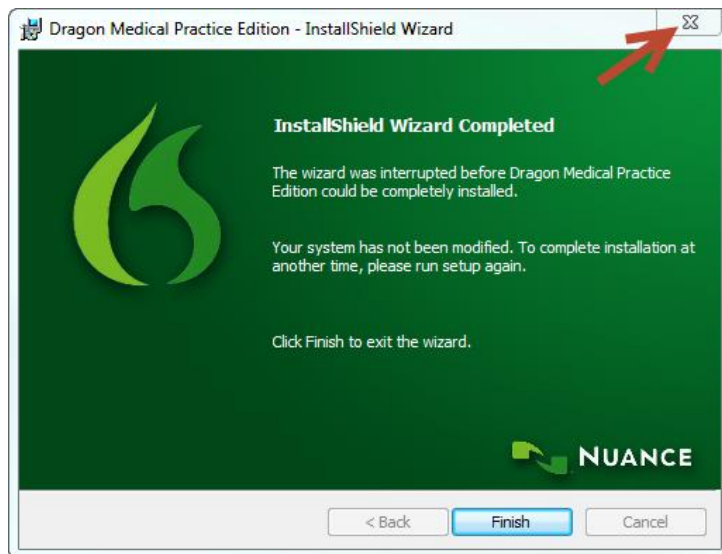 Dragon Medical Practice Edition - InstallShield Wizard
InstallShield Wizard Completed
The wizard was interrupted before Dragon Medical Practice
Edition could be completely installed.
Your system has not been modified. To complete installation at
another time, please run setup again.
Click Finish to exit the wizard.
NUANCE
< Back
Finish
Cancel